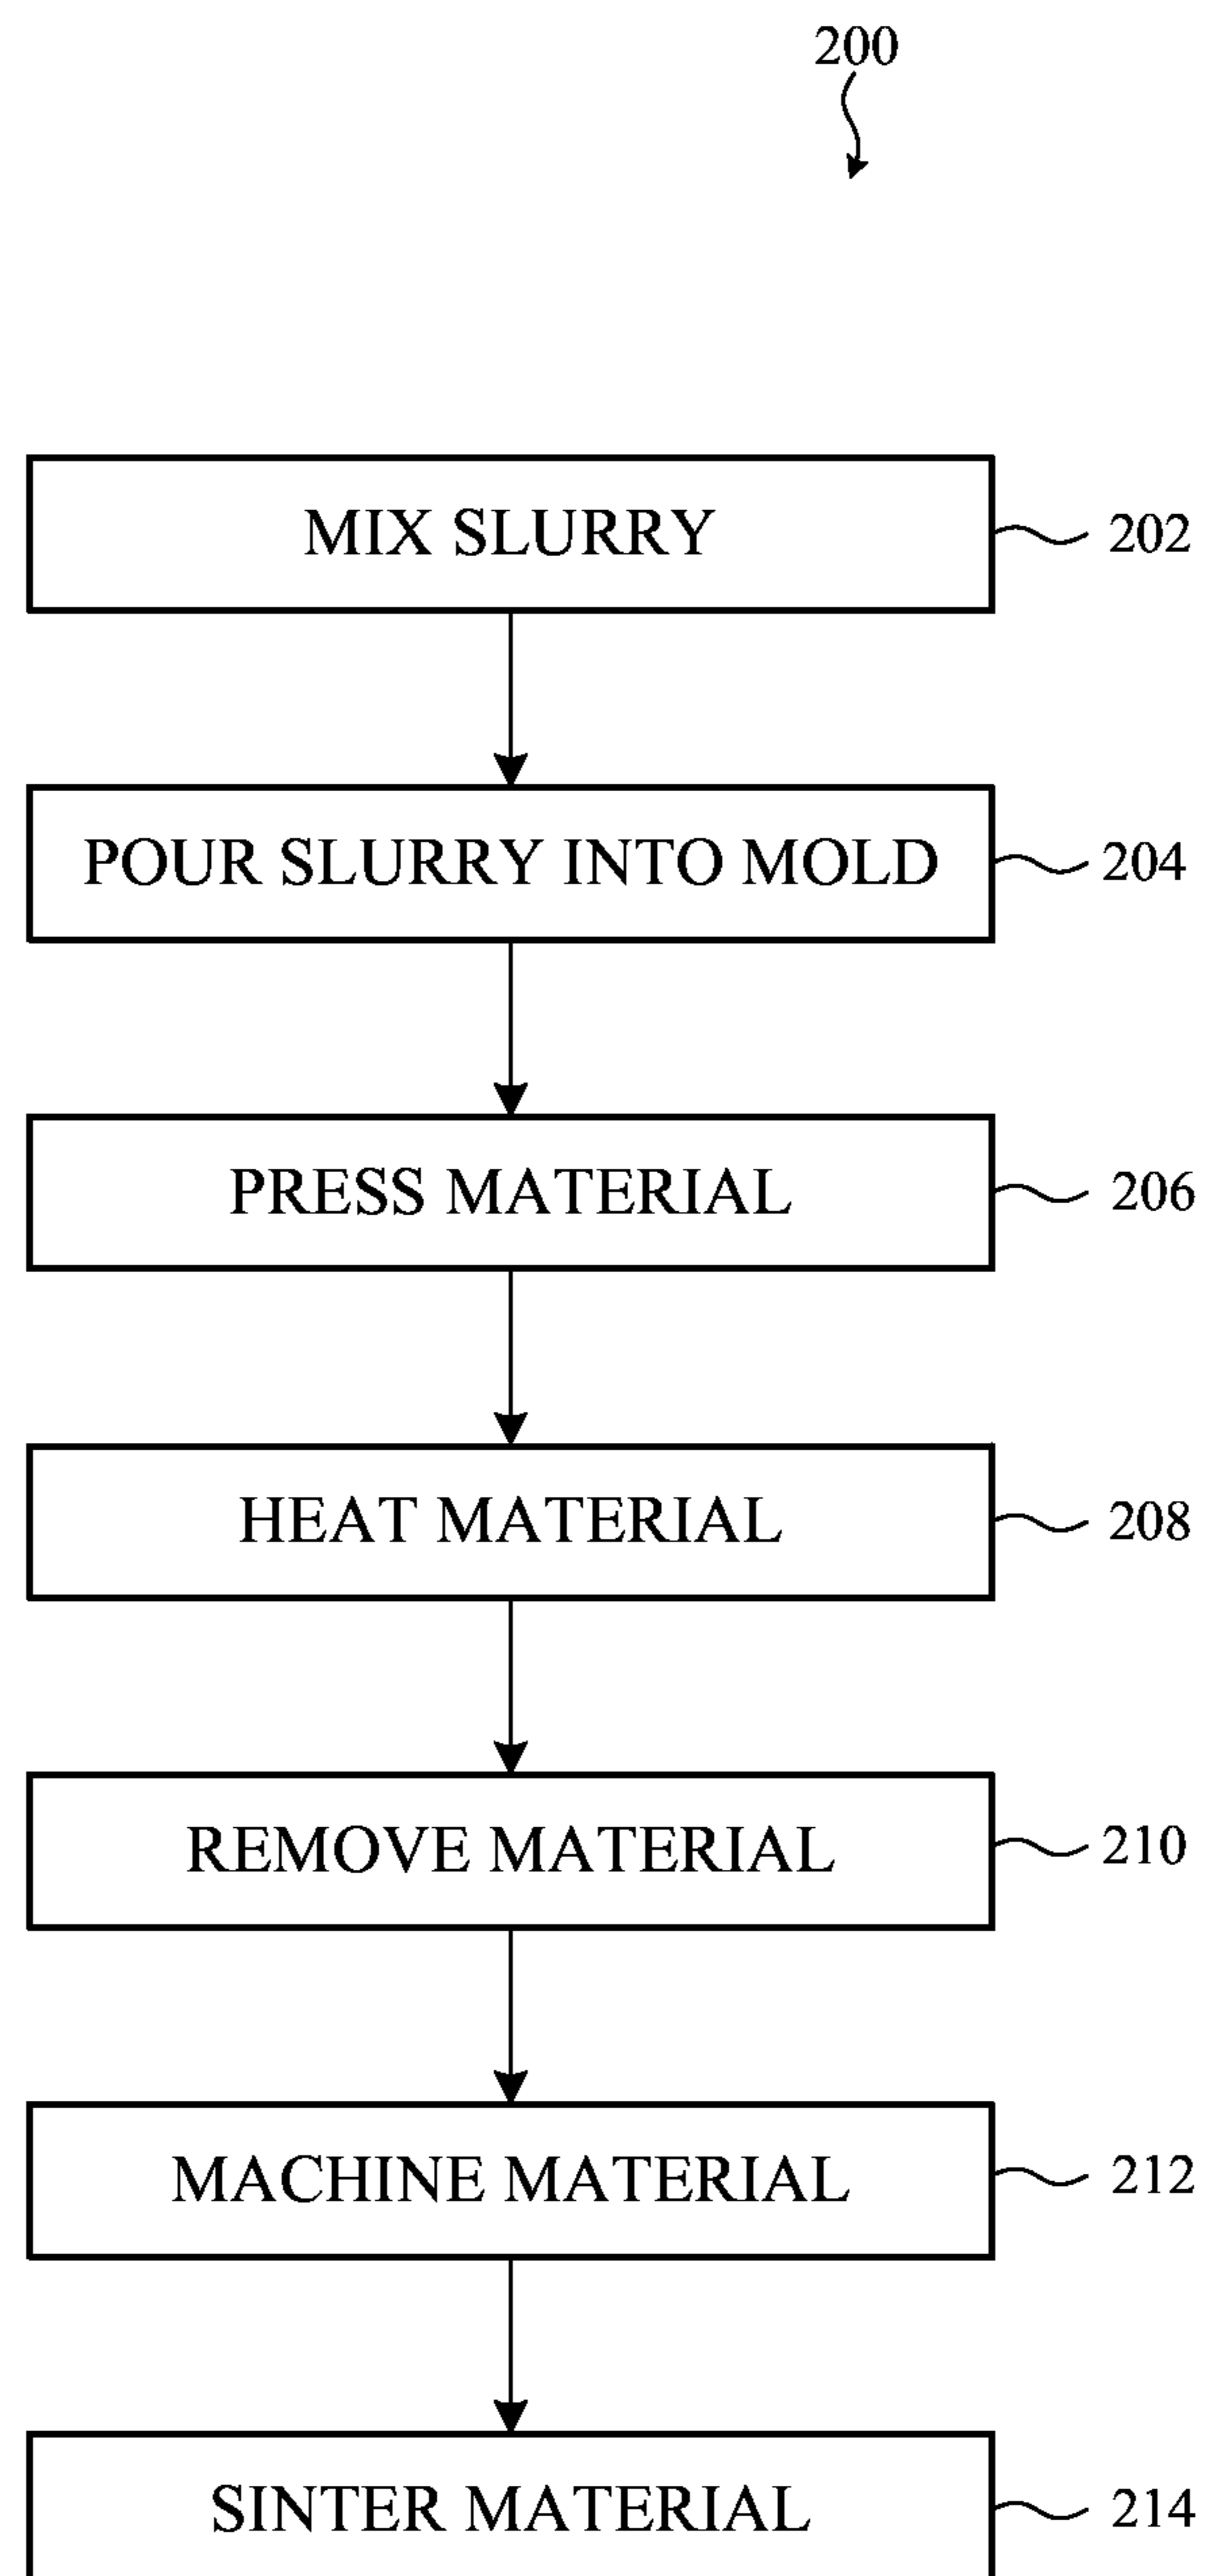 200
MIX SLURRY
202
POUR SLURRY INTO MOLD
204
PRESS MATERIAL
206
HEAT MATERIAL
208
REMOVE MATERIAL
210
MACHINE MATERIAL
212
SINTER MATERIAL
214